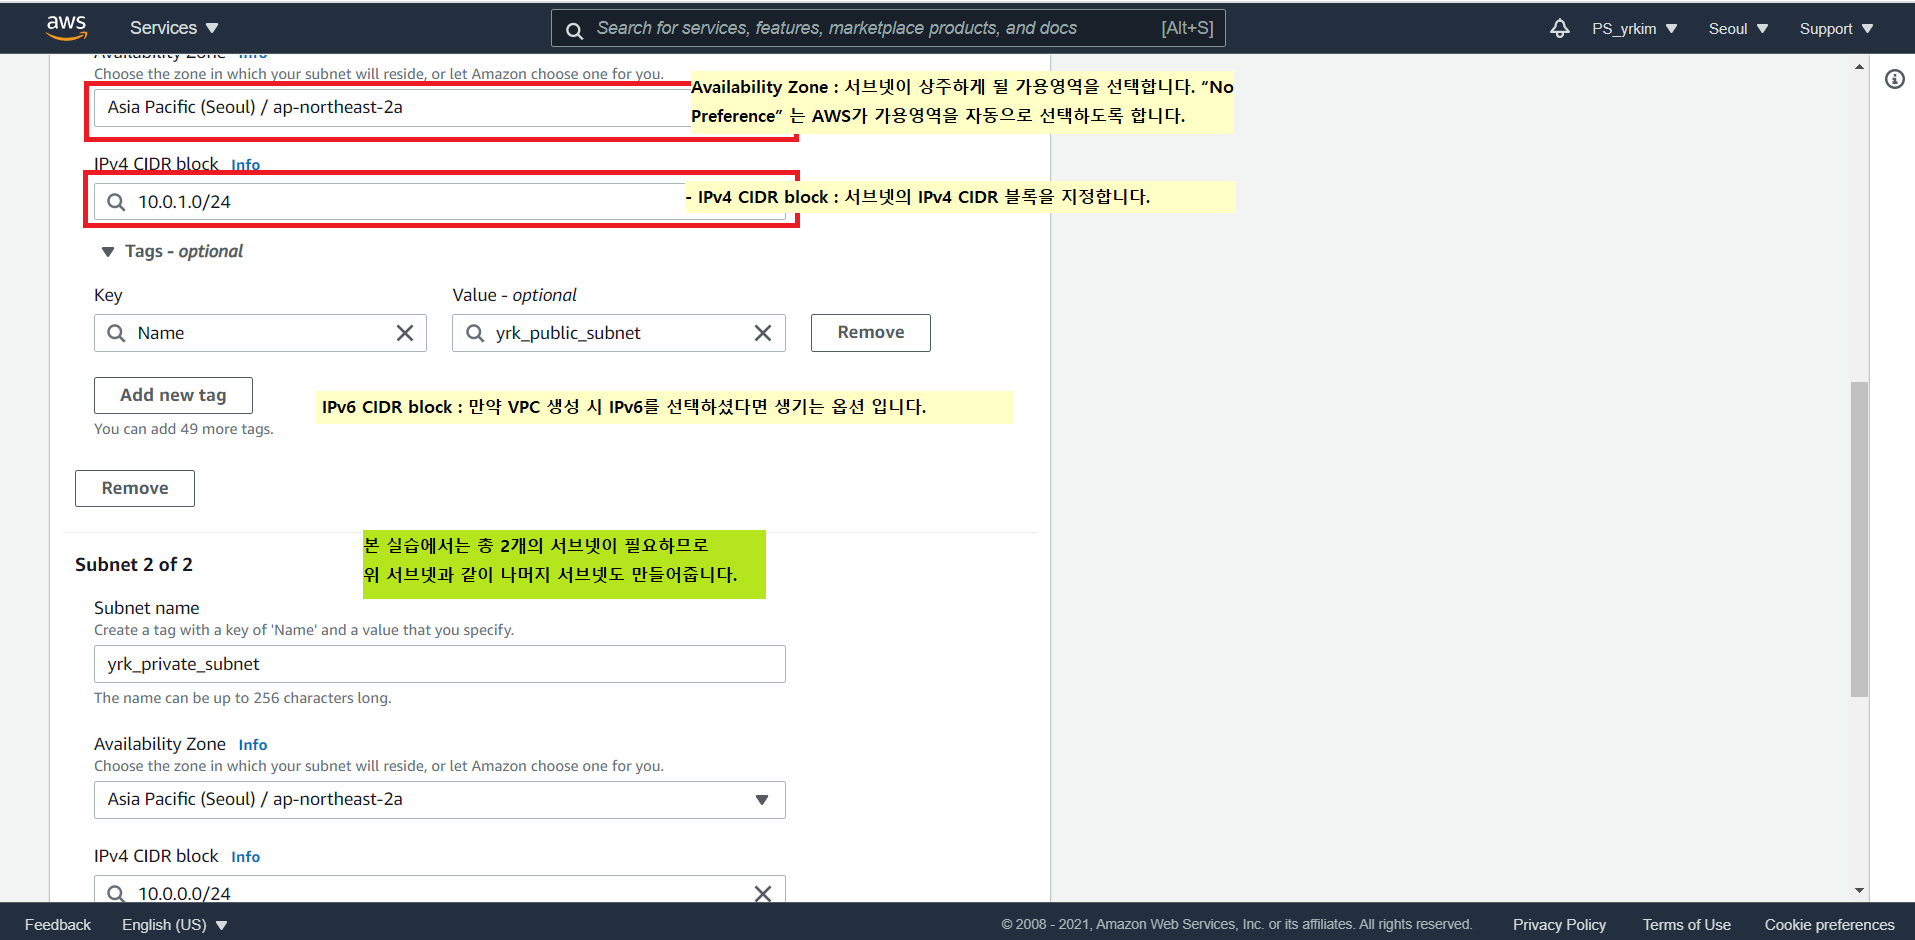 aws Services Search for services, features, marketplace products, and docs [Alt+S] PS_yrkim Seoul Support
Availability Zone Info
Choose the zone in which your subnet will reside, or let Amazon choose one for you.
Asia Pacific (Seoul) / ap-northeast-2a
Availability Zone : 서브넷이 상주하게 될 가용영역을 선택합니다. “No
Preference” 는 AWS가 가용영역을 자동으로 선택하도록 합니다.
IPv4 CIDR block Info
10.0.1.0/24
- IPv4 CIDR block : 서브넷의 IPv4 CIDR 블록을 지정합니다.
Tags - optional
Key Value - optional
Name yrk_public_subnet Remove
Add new tag
You can add 49 more tags.
IPv6 CIDR block : 만약 VPC 생성 시 IPv6를 선택하셨다면 생기는 옵션 입니다.
Remove
본 실습에서는 총 2개의 서브넷이 필요하므로
위 서브넷과 같이 나머지 서브넷도 만들어줍니다.
Subnet 2 of 2
Subnet name
Create a tag with a key of 'Name' and a value that you specify.
yrk_private_subnet
The name can be up to 256 characters long.
Availability Zone Info
Choose the zone in which your subnet will reside, or let Amazon choose one for you.
Asia Pacific (Seoul) / ap-northeast-2a
IPv4 CIDR block Info
10.0.0.0/24
Feedback English (US) © 2008 - 2021, Amazon Web Services, Inc. or its affiliates. All rights reserved. Privacy Policy Terms of Use Cookie preferences